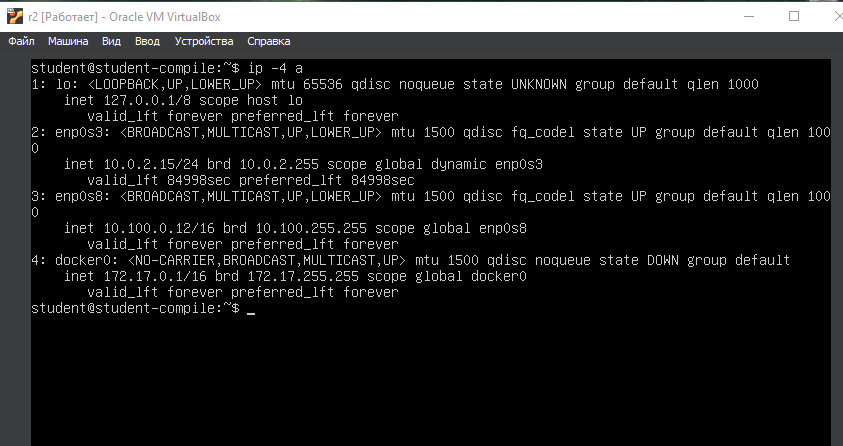 r2 [Работает] - Oracle VM VirtualBox
Файл Машина Вид Ввод Устройства Справка
student@student-compile:~$ ip -4 a
1: lo: <LOOPBACK,UP,LOWER_UP> mtu 65536 qdisc noqueue state UNKNOWN group default qlen 1000
    inet 127.0.0.1/8 scope host lo
       valid_lft forever preferred_lft forever
2: enp0s3: <BROADCAST,MULTICAST,UP,LOWER_UP> mtu 1500 qdisc fq_codel state UP group default qlen 100
0
    inet 10.0.2.15/24 brd 10.0.2.255 scope global dynamic enp0s3
       valid_lft 84998sec preferred_lft 84998sec
3: enp0s8: <BROADCAST,MULTICAST,UP,LOWER_UP> mtu 1500 qdisc fq_codel state UP group default qlen 100
0
    inet 10.100.0.12/16 brd 10.100.255.255 scope global enp0s8
       valid_lft forever preferred_lft forever
4: docker0: <NO-CARRIER,BROADCAST,MULTICAST,UP> mtu 1500 qdisc noqueue state DOWN group default
    inet 172.17.0.1/16 brd 172.17.255.255 scope global docker0
       valid_lft forever preferred_lft forever
student@student-compile:~$ _